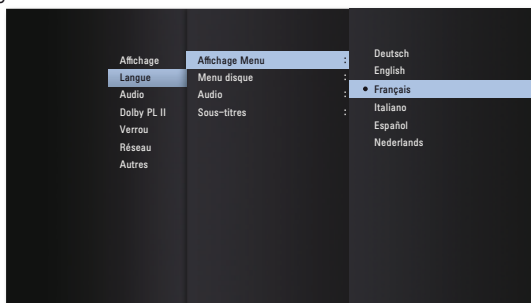 Affichage
Langue
Audio
Dolby PL II
Verrou
Réseau
Autres
Affichage Menu :
Menu disque :
Audio :
Sous-titres :
Deutsch
English
• Français
Italiano
Español
Nederlands